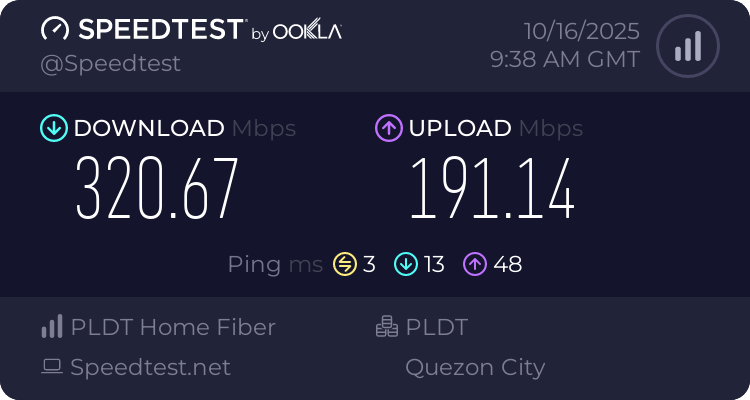 SPEEDTEST by OOKLA
@Speedtest
10/16/2025
9:38 AM GMT
DOWNLOAD Mbps
320.67
UPLOAD Mbps
191.14
Ping ms 3 13 48
PLDT Home Fiber
Speedtest.net
PLDT
Quezon City